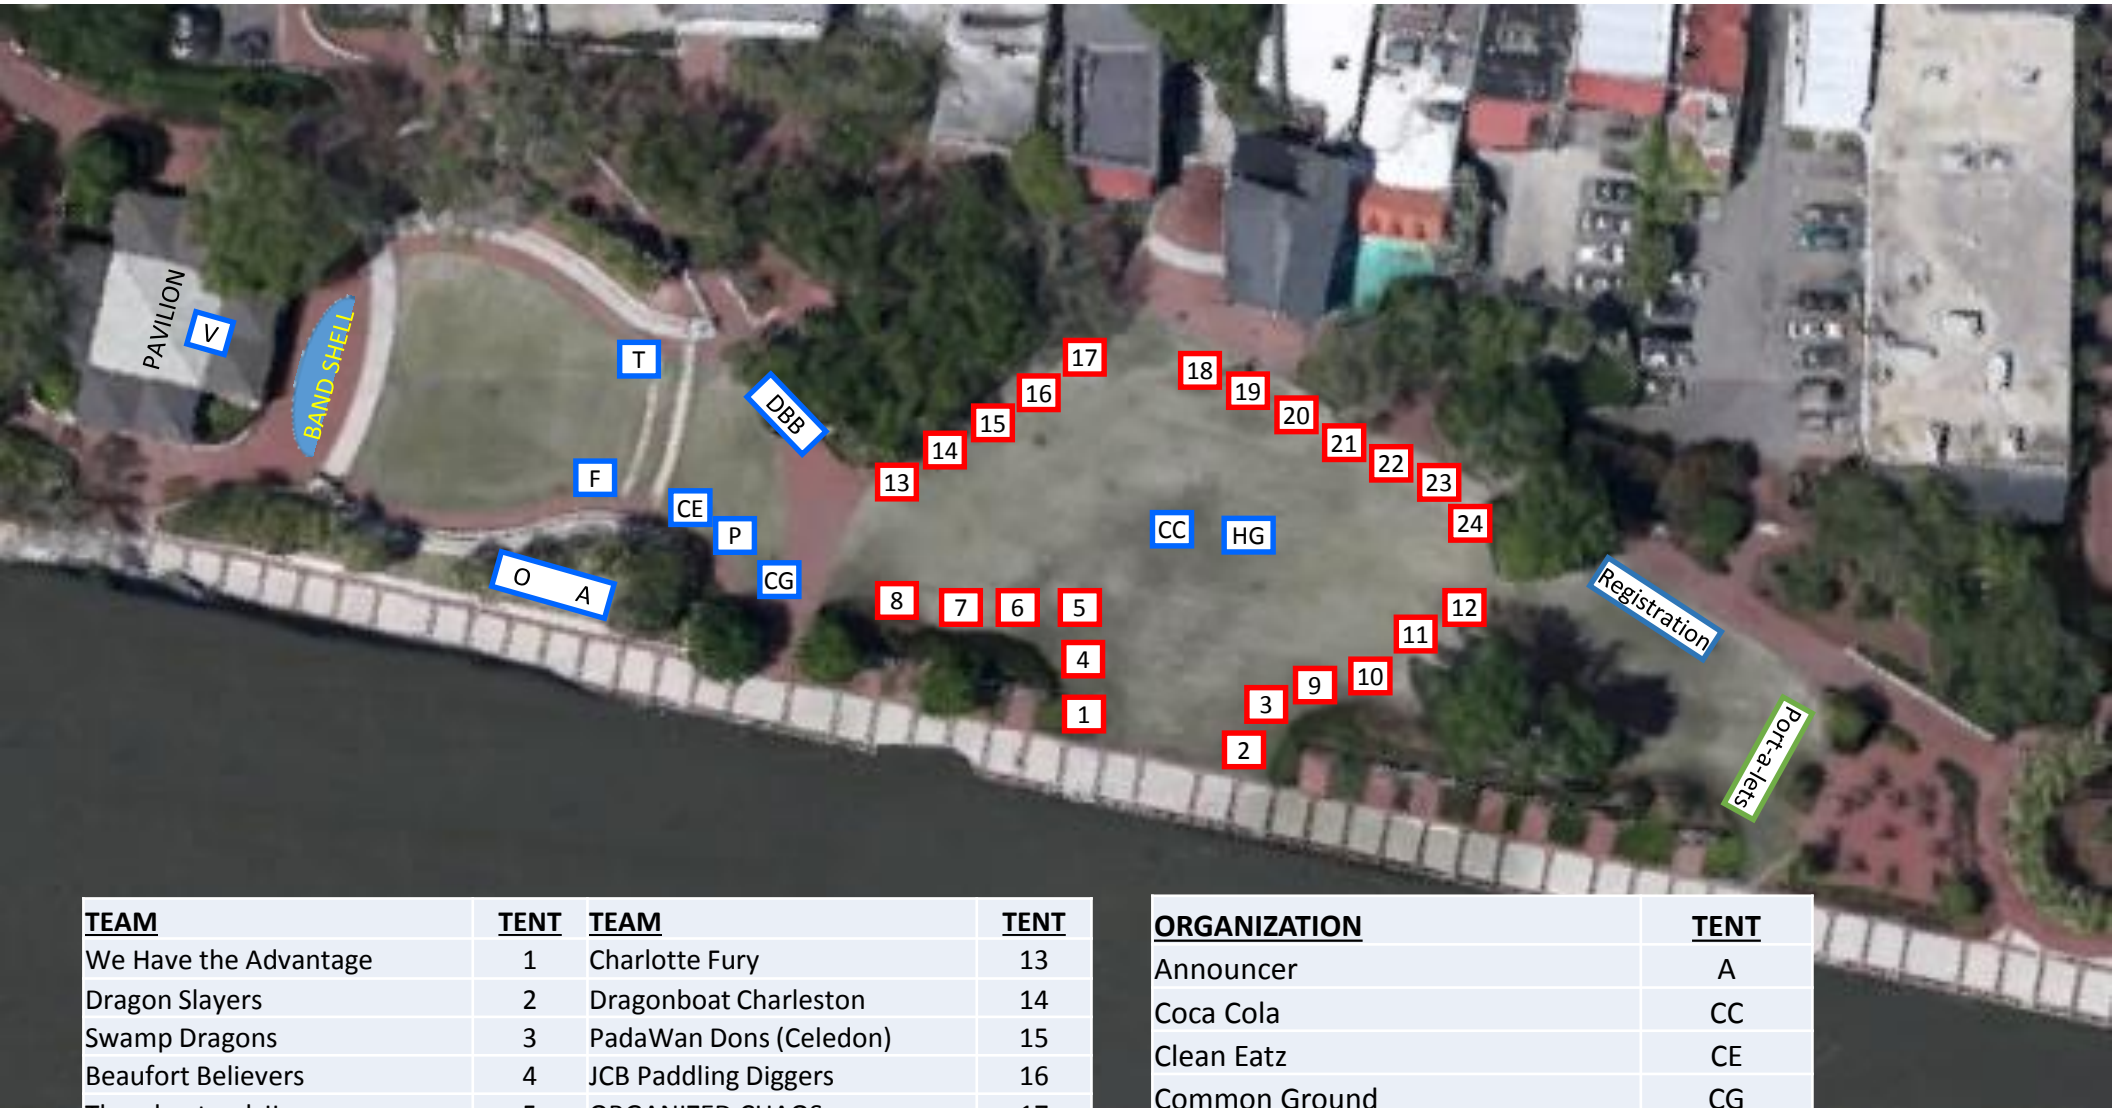 PAVILION
V
BAND SHELL
T
DBB
F
CE
P
CG
O A
17
16
15
14
13
18
19
20
21
22
23
24
CC
HG
8
7
6
5
4
1
12
11
10
9
3
2
Registration
Port-a-lets
TEAM TENT TEAM TENT
We Have the Advantage 1 Charlotte Fury 13
Dragon Slayers 2 Dragonboat Charleston 14
Swamp Dragons 3 PadaWan Dons (Celedon) 15
Beaufort Believers 4 JCB Paddling Diggers 16
5 ORGANIZED CHAOS 17
ORGANIZATION TENT
Announcer A
Coca Cola CC
Clean Eatz CE
Common Ground CG